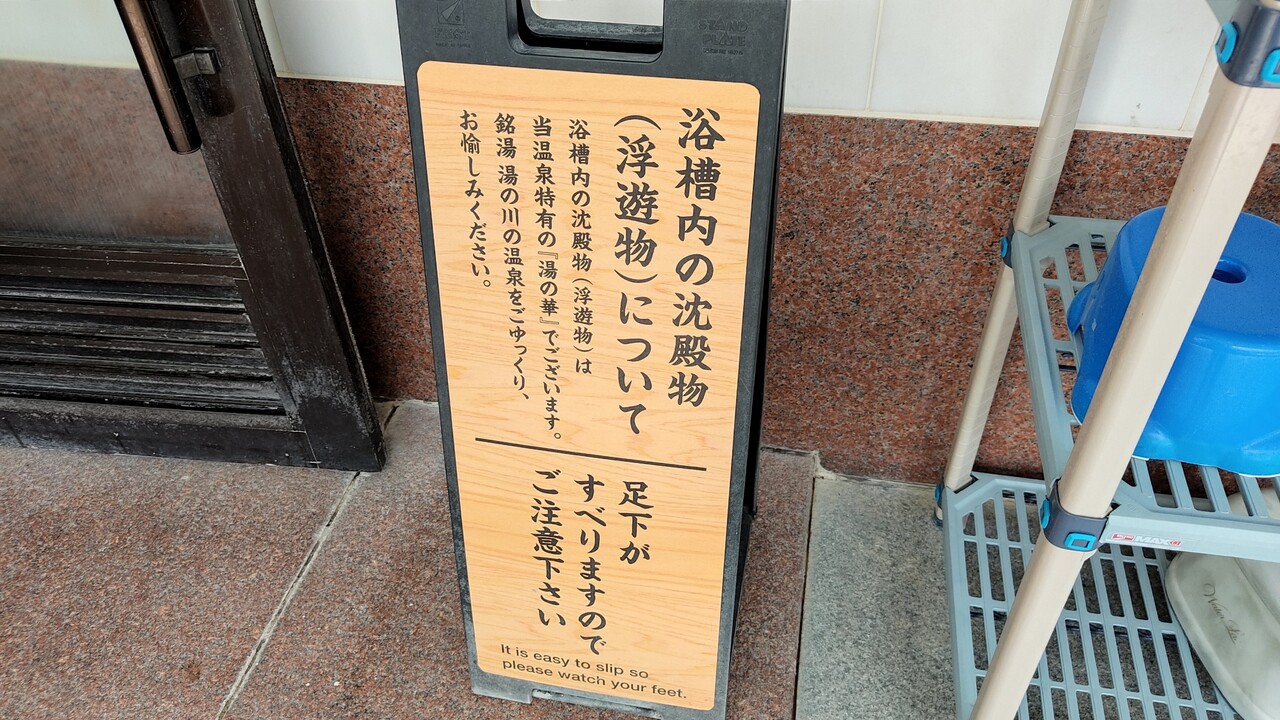 浴槽内の沈殿物
（浮遊物）について
浴槽内の沈殿物（浮遊物）は
当温泉特有の『湯の華』でございます。
銘湯 湯の川の温泉をごゆっくり、
お愉しみください。
足下が
すべりますので
ご注意下さい
It is easy to slip so
please watch your feet.
MAX